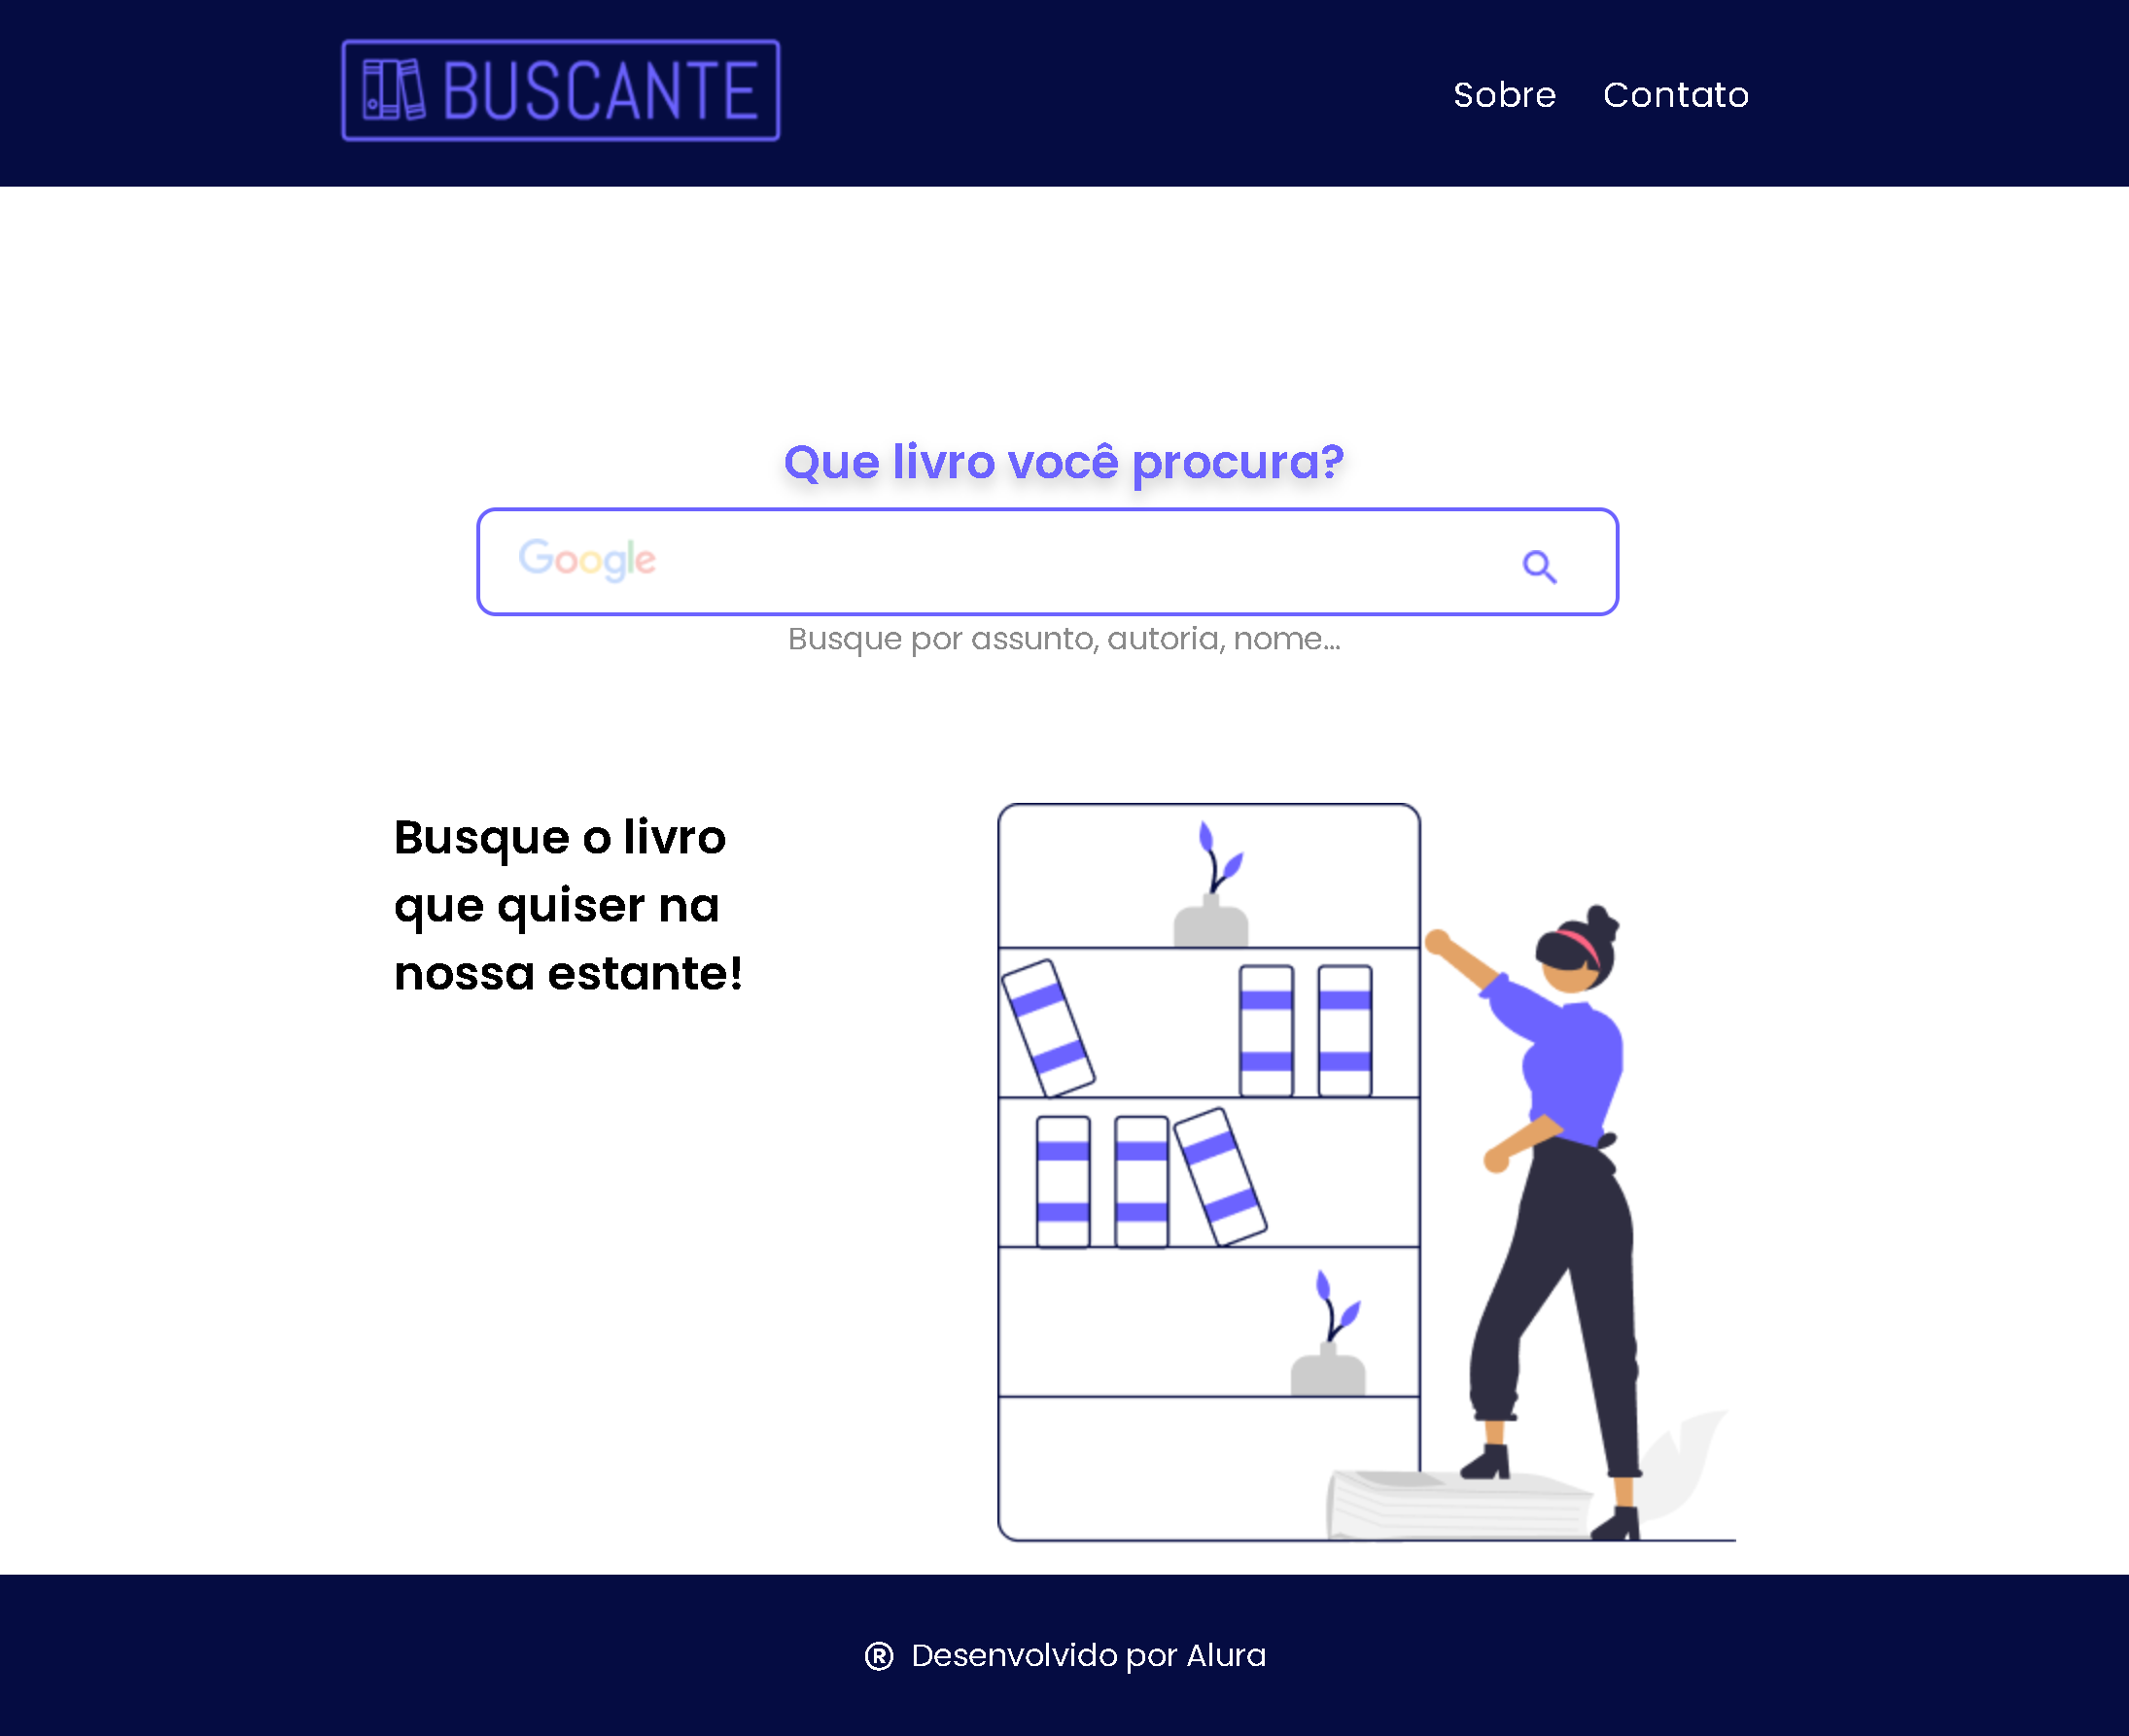 BUSCANTE
Sobre Contato
Que livro você procura?
Google
Busque por assunto, autoria, nome...
Busque o livro
que quiser na
nossa estante!
® Desenvolvido por Alura